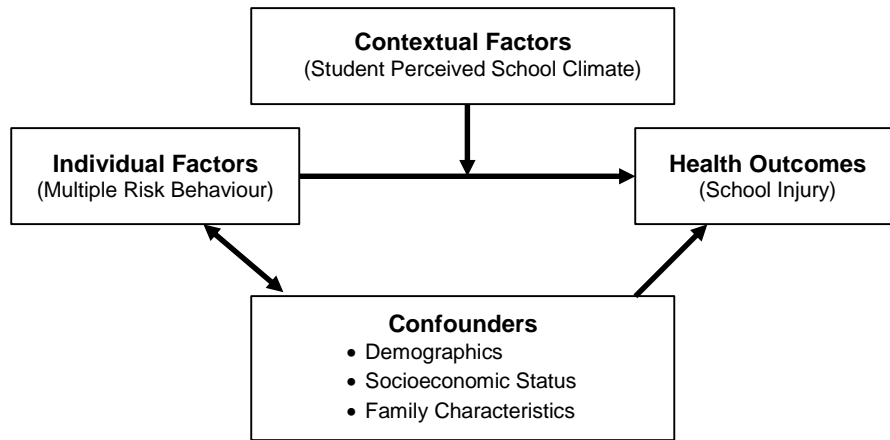 Contextual Factors
(Student Perceived School Climate)
Individual Factors
(Multiple Risk Behaviour)
Health Outcomes
(School Injury)
Confounders
• Demographics
• Socioeconomic Status
• Family Characteristics